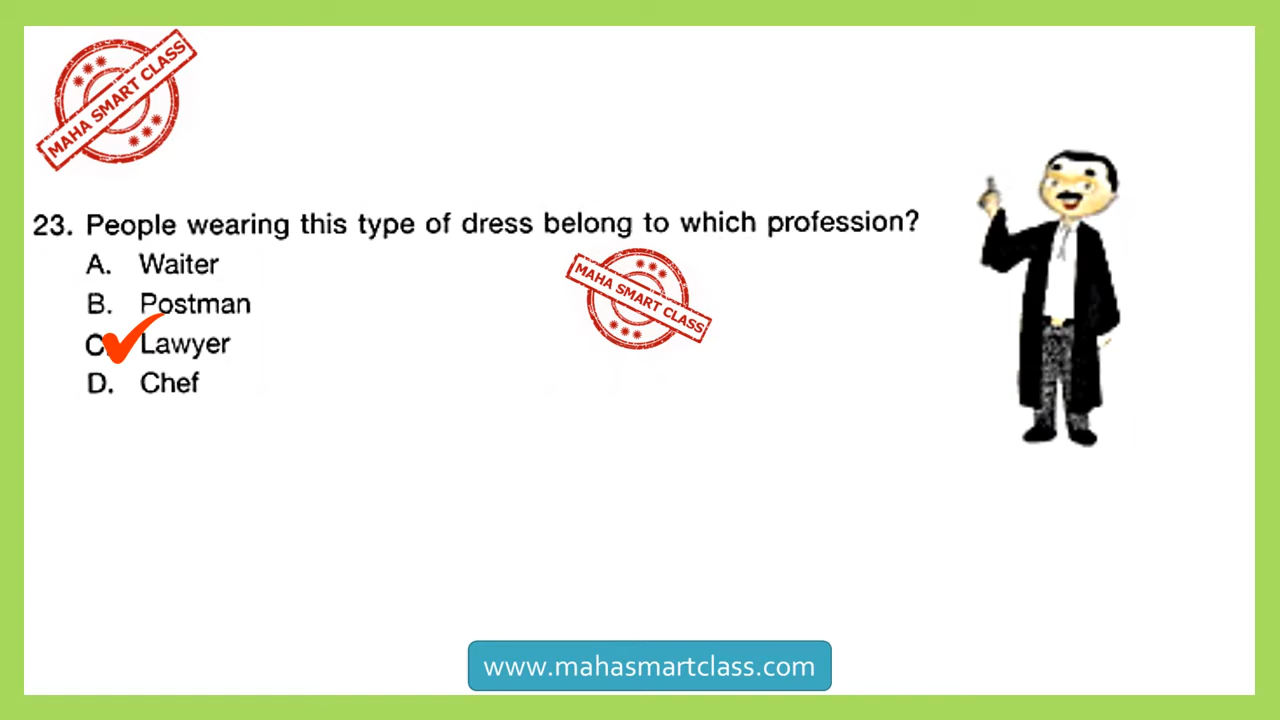 MAHA SMART CLASS
23. People wearing this type of dress belong to which profession?
A. Waiter
B. Postman
C. Lawyer
D. Chef
MAHA SMART CLASS
www.mahasmartclass.com